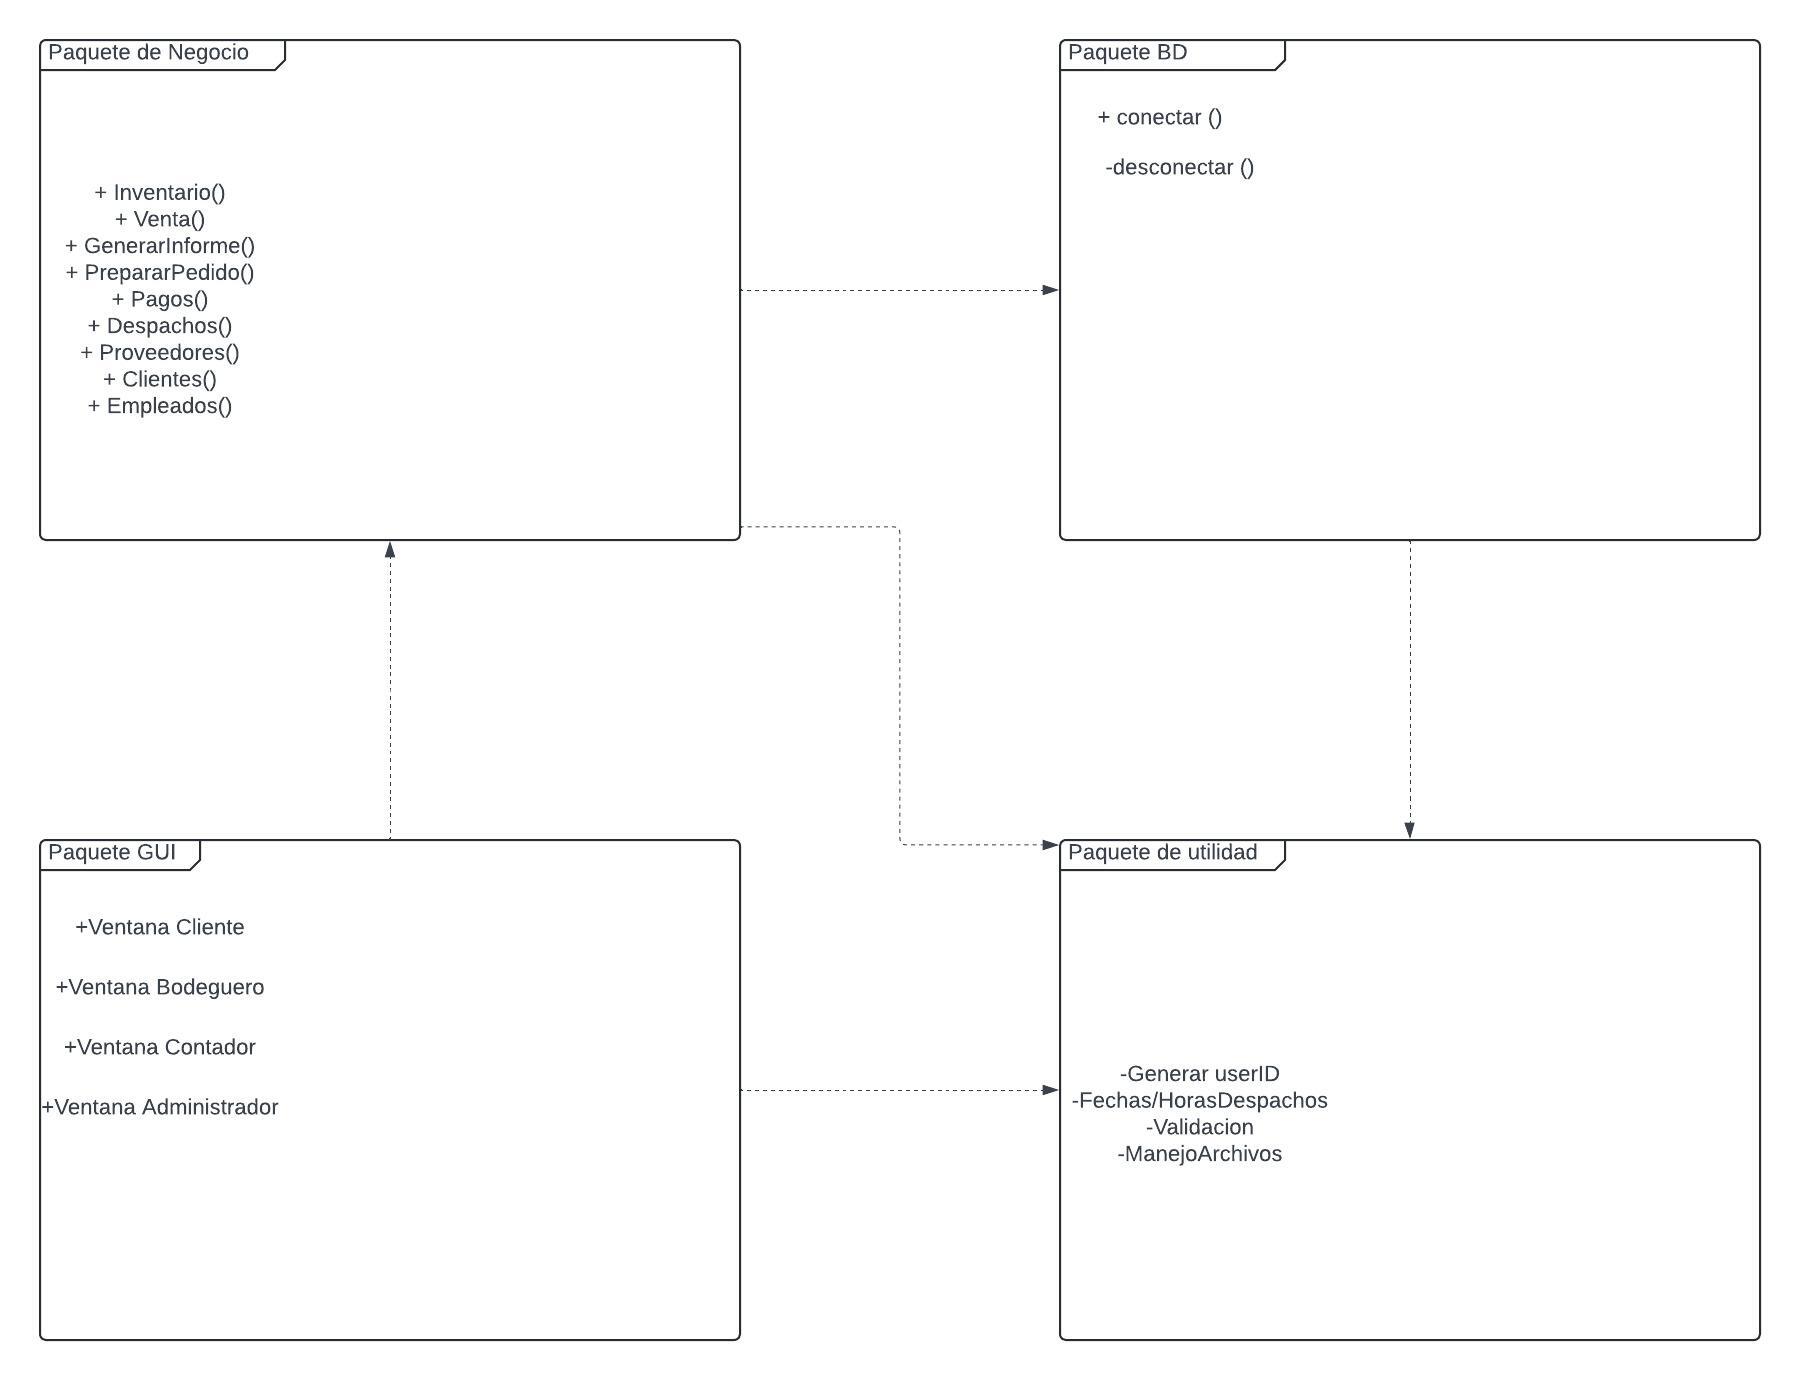 Paquete de Negocio
+ Inventario()
+ Venta()
+ GenerarInforme()
+ PrepararPedido()
+ Pagos()
+ Despachos()
+ Proveedores()
+ Clientes()
+ Empleados()
Paquete BD
+ conectar ()
-desconectar ()
Paquete GUI
+Ventana Cliente
+Ventana Bodeguero
+Ventana Contador
+Ventana Administrador
Paquete de utilidad
-Generar userID
-Fechas/HorasDespachos
-Validacion
-ManejoArchivos